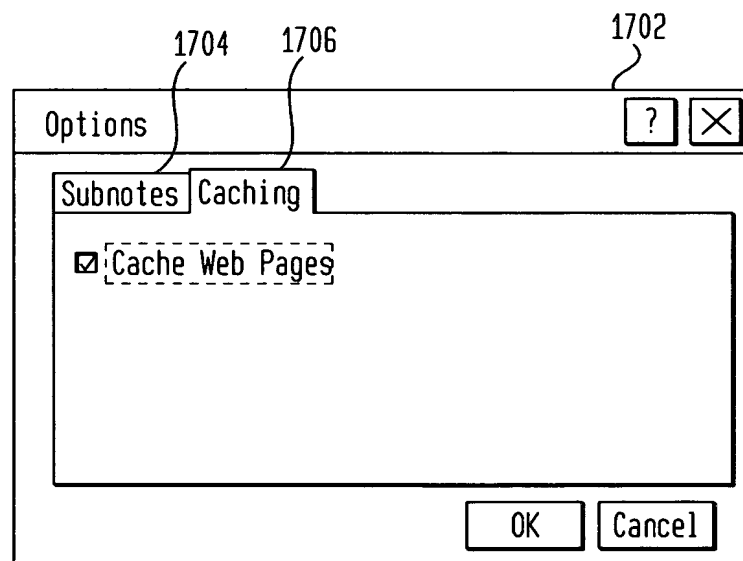 1704 1706 1702
Options ?
Subnotes Caching
Cache Web Pages
OK Cancel